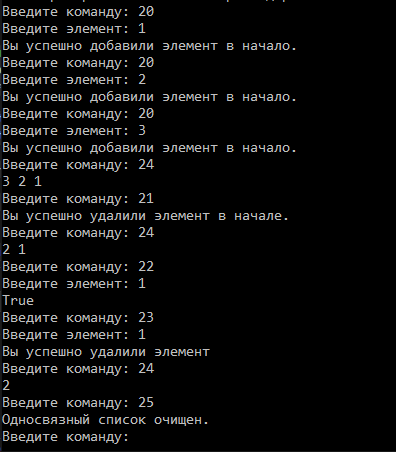 Введите команду: 20
Введите элемент: 1
Вы успешно добавили элемент в начало.
Введите команду: 20
Введите элемент: 2
Вы успешно добавили элемент в начало.
Введите команду: 20
Введите элемент: 3
Вы успешно добавили элемент в начало.
Введите команду: 24
3 2 1
Введите команду: 21
Вы успешно удалили элемент в начале.
Введите команду: 24
2 1
Введите команду: 22
Введите элемент: 1
True
Введите команду: 23
Введите элемент: 1
Вы успешно удалили элемент
Введите команду: 24
2
Введите команду: 25
Односвязный список очищен.
Введите команду: